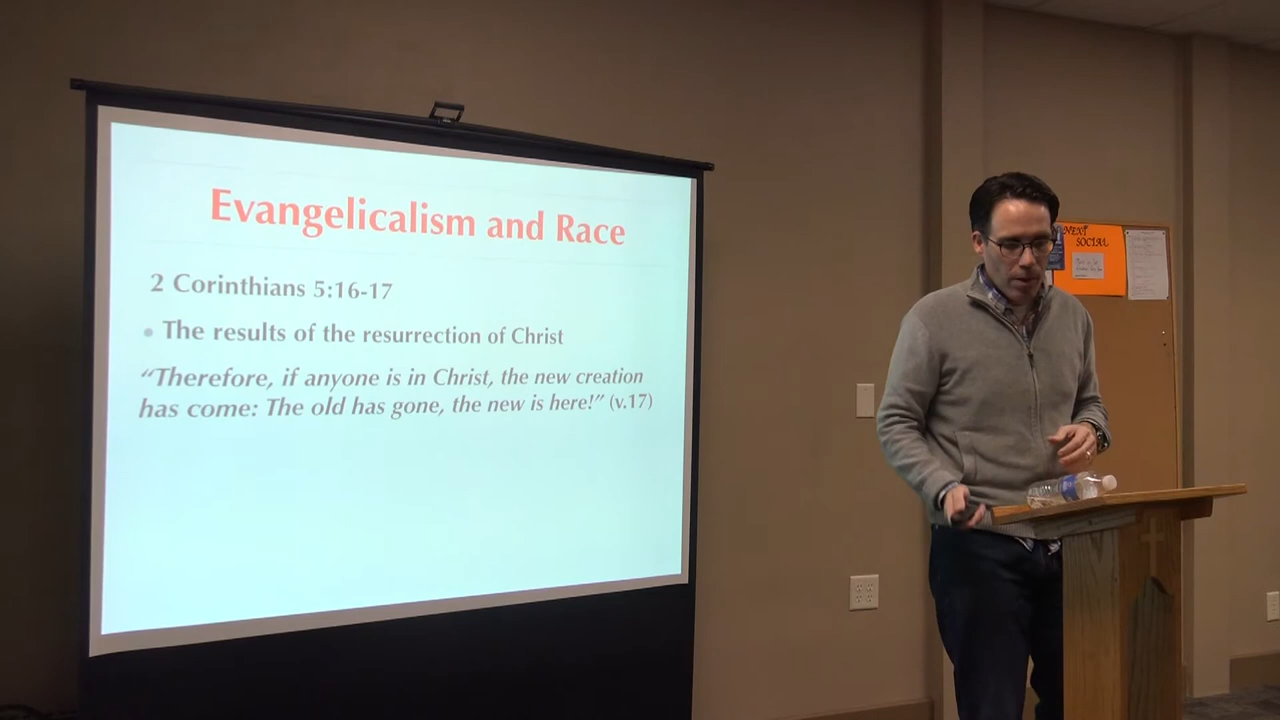 Evangelicalism and Race
2 Corinthians 5:16-17
• The results of the resurrection of Christ
“Therefore, if anyone is in Christ, the new creation
has come: The old has gone, the new is here!” (v.17)
NEXT
SOCIAL